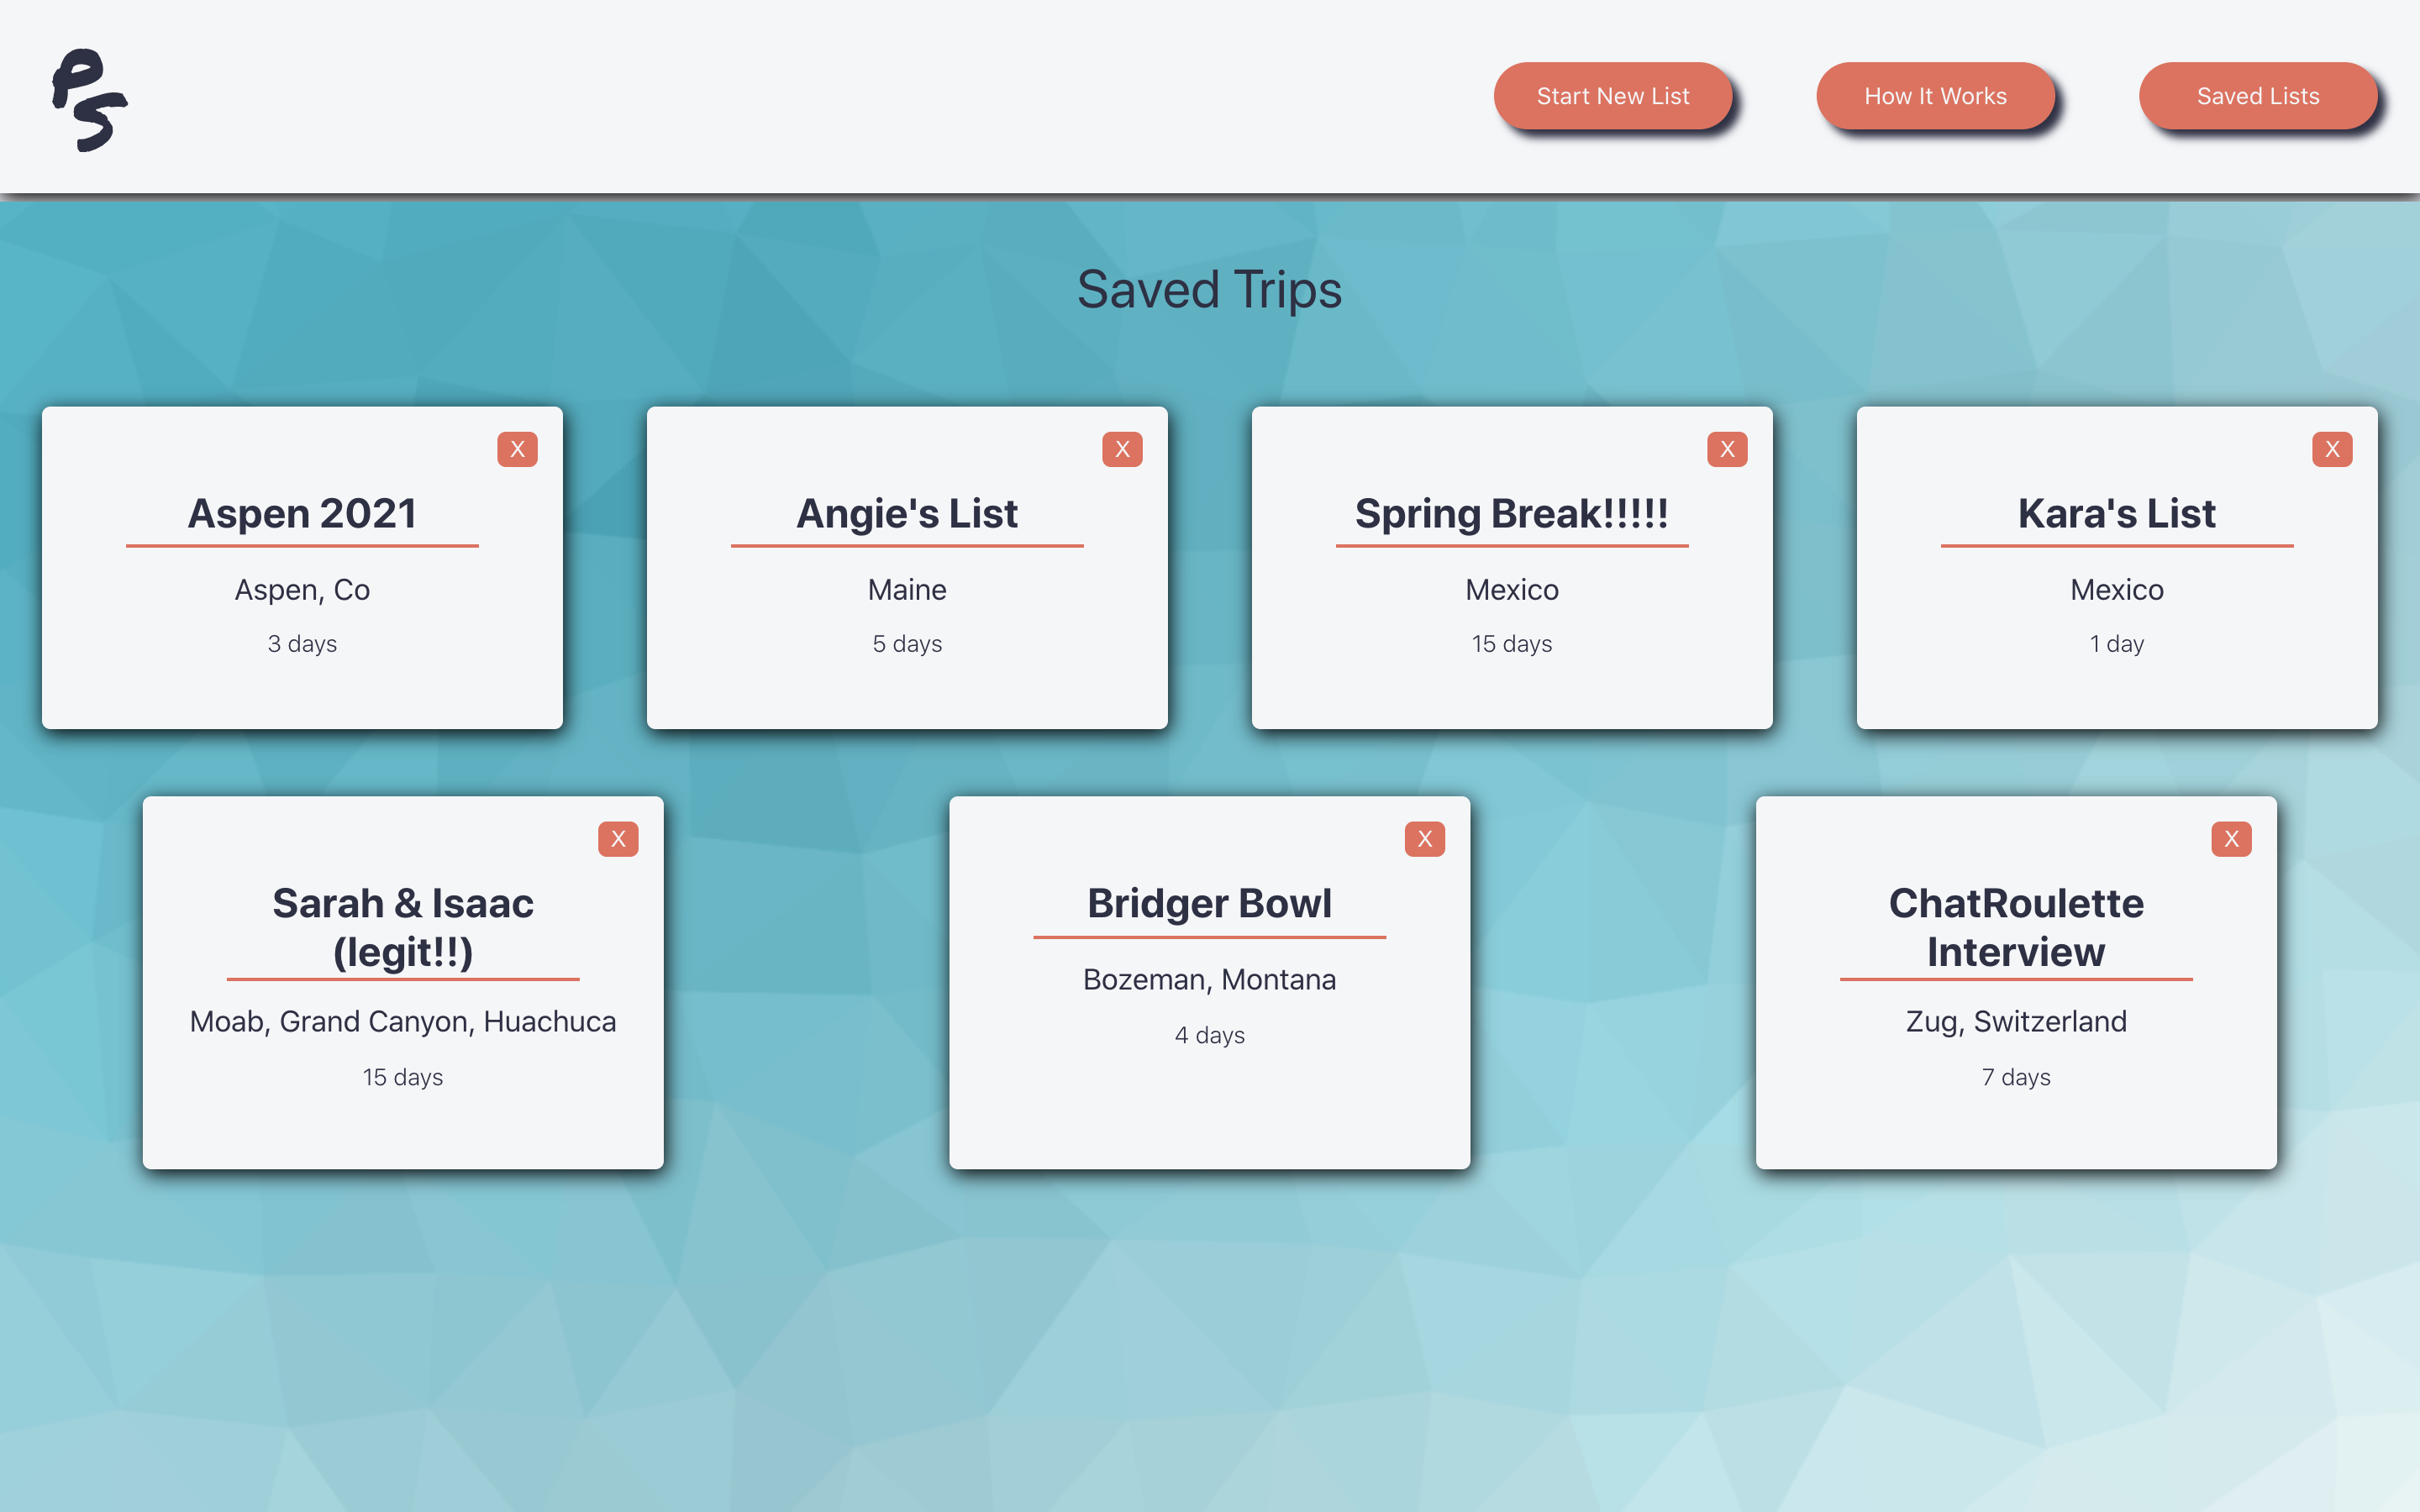 PS
Start New List
How It Works
Saved Lists
Saved Trips
X
X
X
X
Aspen 2021
Angie's List
Spring Break!!!!!
Kara's List
Aspen, Co
Maine
Mexico
Mexico
3 days
5 days
15 days
1 day
X
X
X
Sarah & Isaac
(legit!!)
Bridger Bowl
ChatRoulette
Interview
Moab, Grand Canyon, Huachuca
Bozeman, Montana
Zug, Switzerland
15 days
4 days
7 days